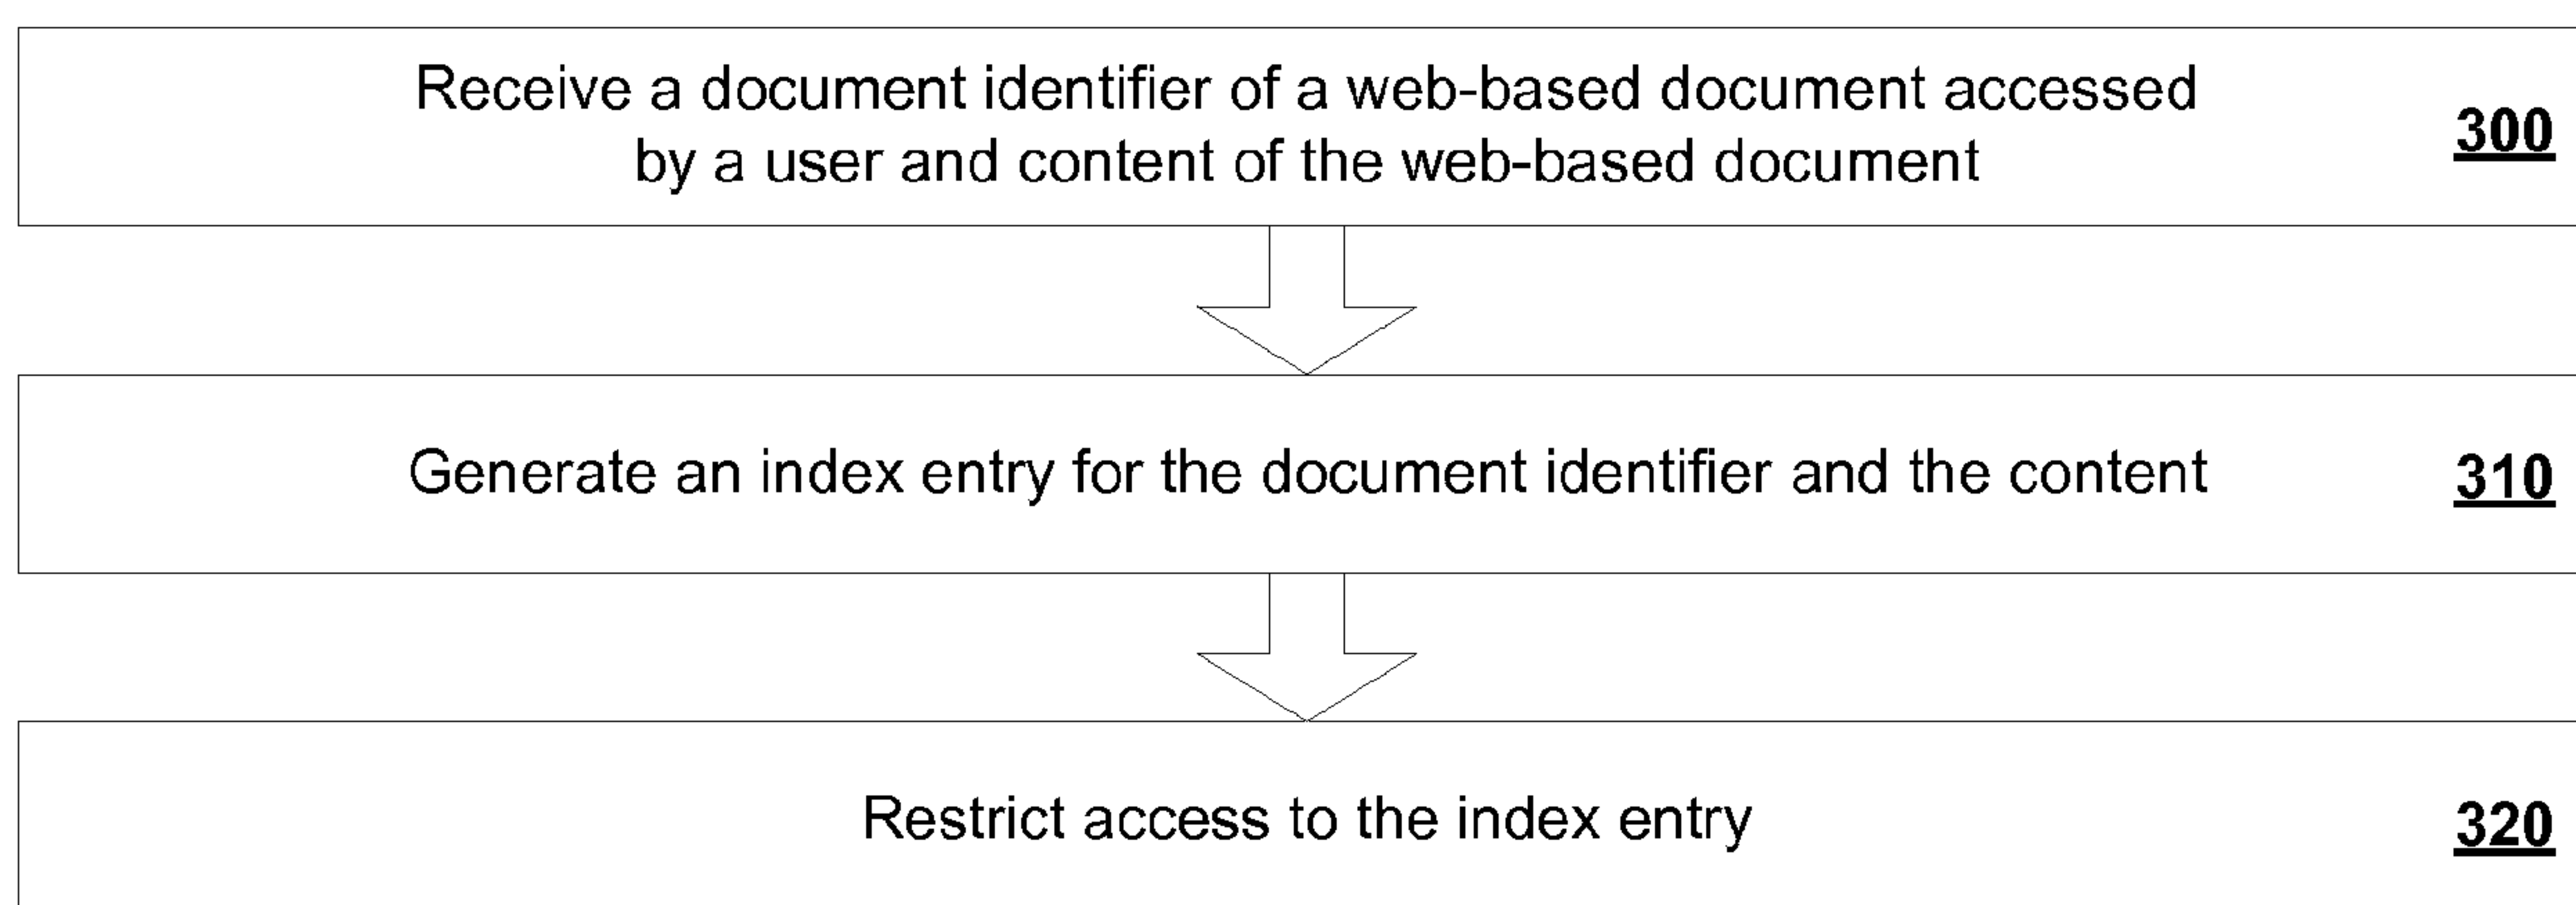 Receive a document identifier of a web-based document accessed
by a user and content of the web-based document
300
Generate an index entry for the document identifier and the content
310
Restrict access to the index entry
320